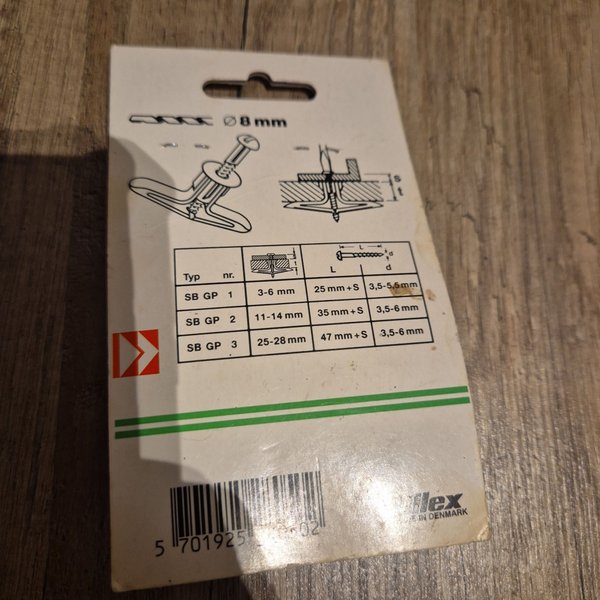 Ø 8 mm
s
t
Typ nr. L d
L d
SB GP 1 3-6 mm 25 mm + S 3,5-5,5 mm
SB GP 2 11-14 mm 35 mm + S 3,5-6 mm
SB GP 3 25-28 mm 47 mm + S 3,5-6 mm
IN DENMARK
5 701925 02